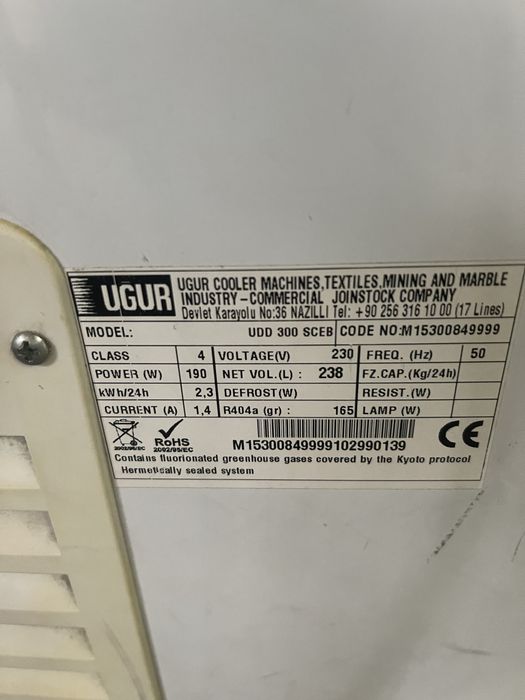 UGUR
UGUR COOLER MACHINES,TEXTILES,MINING AND MARBLE
INDUSTRY-COMMERCIAL JOINSTOCK COMPANY
Devlet Karayolu No:36 NAZILLI Tel: +90 256 316 10 00 (17 Lines)
MODEL: UDD 300 SCEB CODE NO:M15300849999
CLASS 4 VOLTAGE(V) 230 FREQ. (Hz) 50
POWER (W) 190 NET VOL.(L) : 238 FZ.CAP.(Kg/24h)
kWh/24h 2,3 DEFROST(W) RESIST.(W)
CURRENT (A) 1,4 R404a (gr) : 165 LAMP (W)
RoHS
2002/96/EC 2002/95/EC M15300849999102990139 CE
Contains fluorionated greenhouse gases covered by the Kyoto protocol
Hermetically sealed system